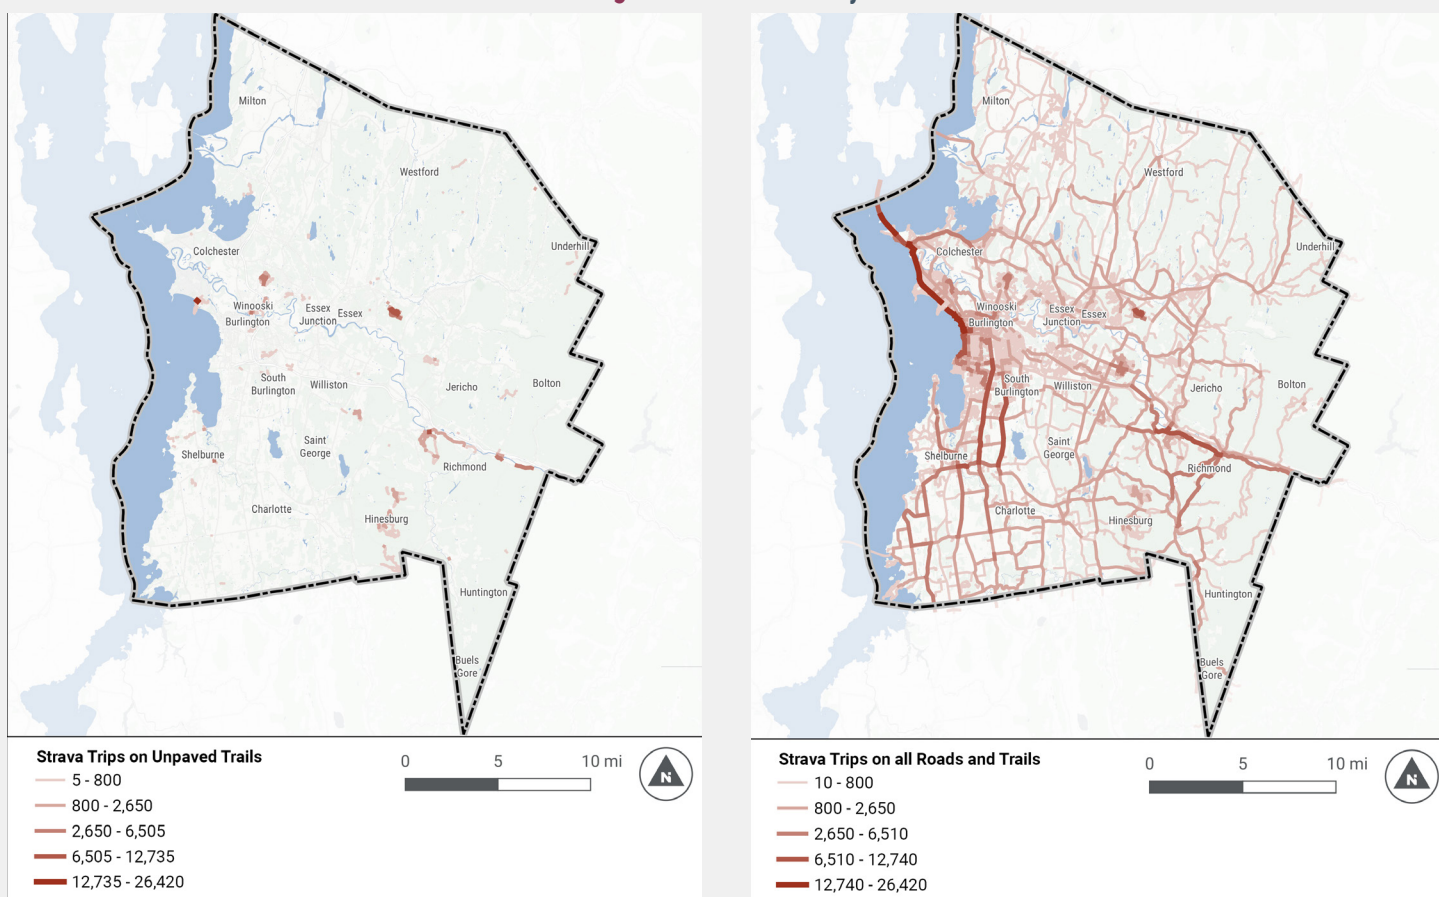 Milton
Westford
Underhill
Colchester
Winooski
Burlington
Essex
Junction
Essex
South
Burlington
Williston
Jericho
Bolton
Shelburne
Saint
George
Richmond
Charlotte
Hinesburg
Huntington
Buels
Gore
Strava Trips on Unpaved Trails
5 - 800
800 - 2,650
2,650 - 6,505
6,505 - 12,735
12,735 - 26,420
0 5 10 mi
N
Milton
Westford
Underhill
Colchester
Winooski
Burlington
Essex
Junction
Essex
South
Burlington
Williston
Jericho
Bolton
Shelburne
Saint
George
Richmond
Charlotte
Hinesburg
Huntington
Buels
Gore
Strava Trips on all Roads and Trails
10 - 800
800 - 2,650
2,650 - 6,510
6,510 - 12,740
12,740 - 26,420
0 5 10 mi
N